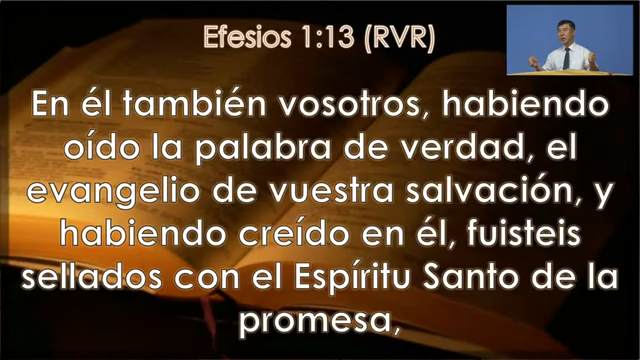 Efesios 1:13 (RVR)
En él también vosotros, habiendo
oído la palabra de verdad, el
evangelio de vuestra salvación, y
habiendo creído en él, fuisteis
sellados con el Espíritu Santo de la
promesa,